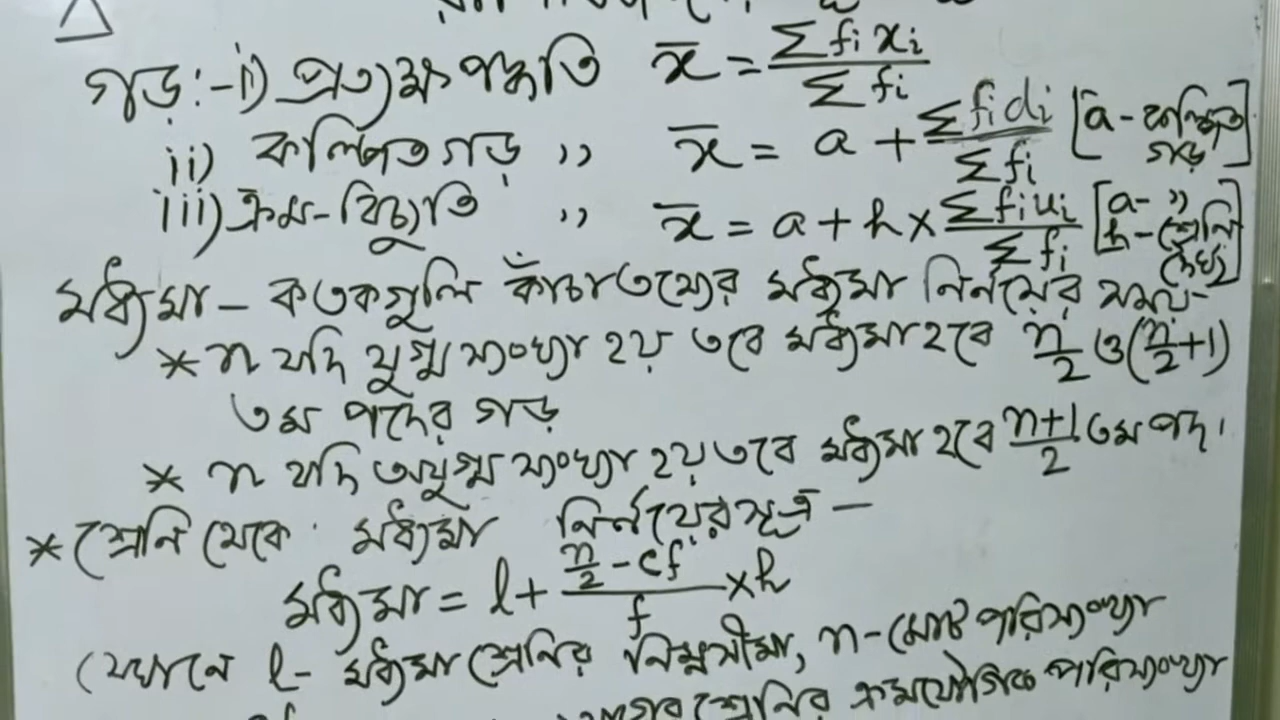 গড়:- i) প্রত্যক্ষ পদ্ধতি x̄ = Σfixi / Σfi
ii) কল্পিত গড় ,, x̄ = a + Σfidi / Σfi [a - কল্পিত গড়]
iii) ক্রম-বিচ্যুতি ,, x̄ = a + h × Σfiui / Σfi [a - ,, h - শ্রেণি দৈর্ঘ্য]
মধ্যমা - কতকগুলি কাঁচা তথ্যের মধ্যমা নির্ণয়ের সময়-
* n যদি যুগ্ম সংখ্যা হয় তবে মধ্যমা হবে n/2 ও (n/2+1)
তম পদের গড়
* n যদি অযুগ্ম সংখ্যা হয় তবে মধ্যমা হবে n+1/2 তম পদ।
* শ্রেনি থেকে মধ্যমা নির্ণয়ের সূত্র —
মধ্যমা = l + (n/2 - cf) / f × h
(যেখানে l- মধ্যমা শ্রেনির নিম্নসীমা, n-মোট পরিসংখ্যা
শ্রেনির ক্রমযৌগিক পরিসংখ্যা